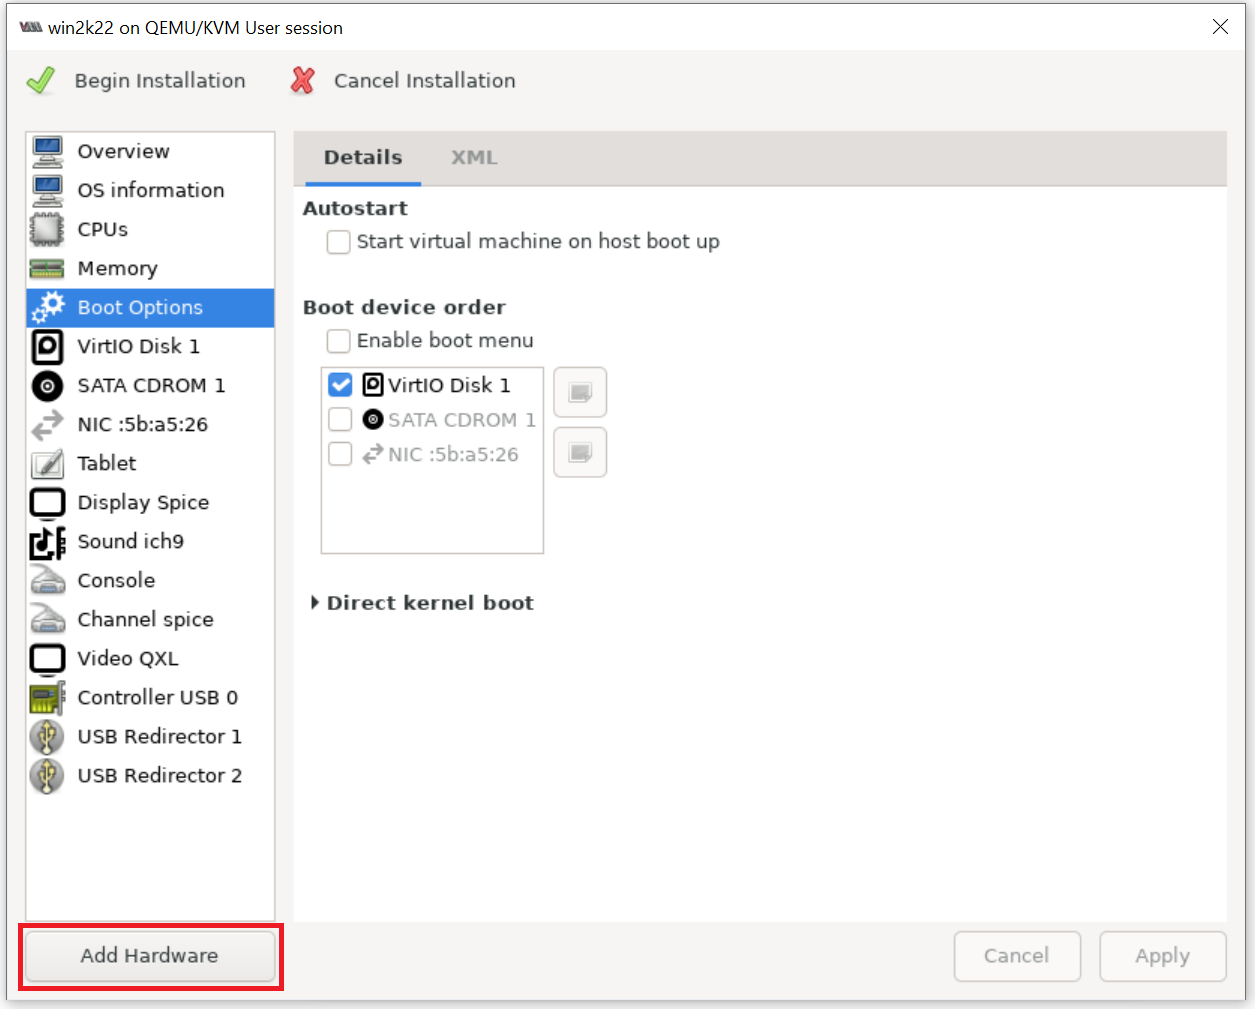 win2k22 on QEMU/KVM User session
Begin Installation
Cancel Installation
Overview
OS information
CPUs
Memory
Boot Options
VirtIO Disk 1
SATA CDROM 1
NIC :5b:a5:26
Tablet
Display Spice
Sound ich9
Console
Channel spice
Video QXL
Controller USB 0
USB Redirector 1
USB Redirector 2
Add Hardware
Details
XML
Autostart
Start virtual machine on host boot up
Boot device order
Enable boot menu
VirtIO Disk 1
SATA CDROM 1
NIC :5b:a5:26
Direct kernel boot
Cancel
Apply